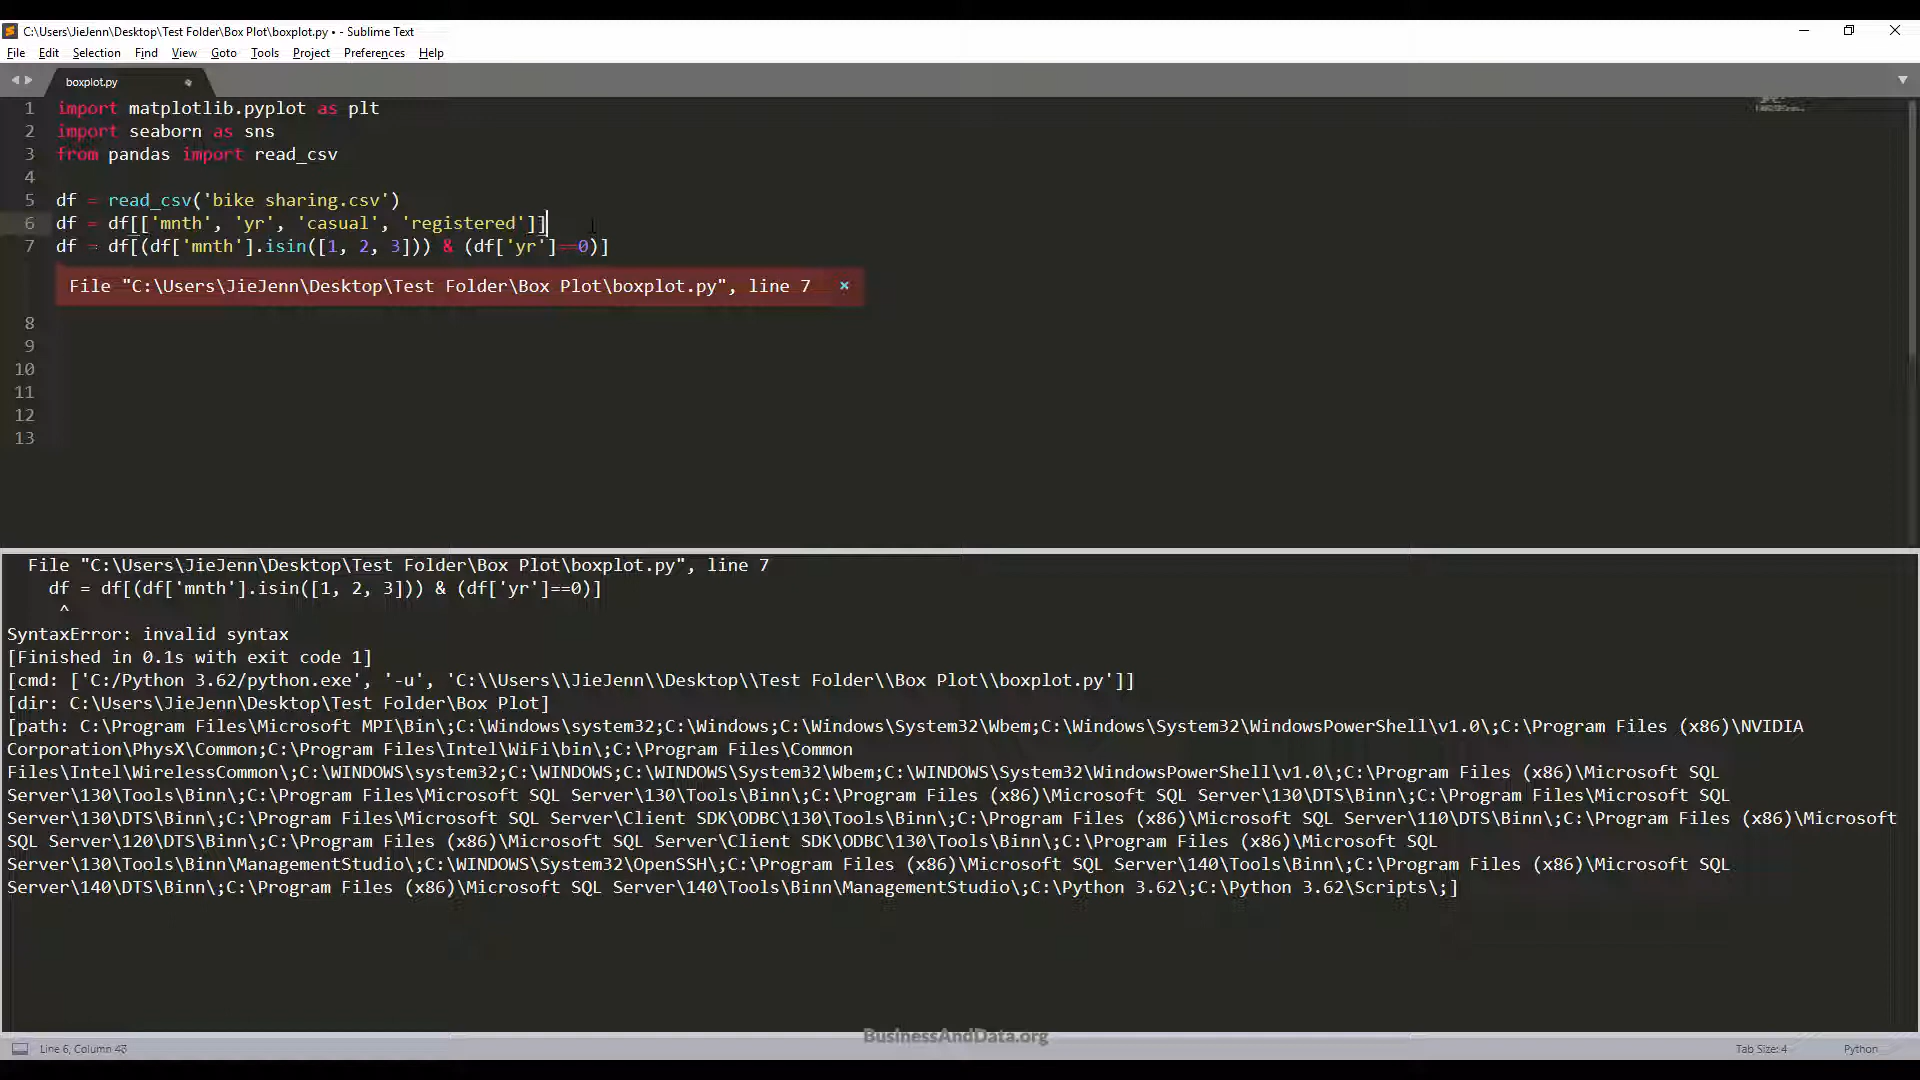 C:\Users\JieJenn\Desktop\Test Folder\Box Plot\boxplot.py • - Sublime Text
File Edit Selection Find View Goto Tools Project Preferences Help
boxplot.py
1 import matplotlib.pyplot as plt
2 import seaborn as sns
3 from pandas import read_csv
4
5 df = read_csv('bike sharing.csv')
6 df = df[['mnth', 'yr', 'casual', 'registered']]
7 df = df[(df['mnth'].isin([1, 2, 3])) & (df['yr']==0)]
File "C:\Users\JieJenn\Desktop\Test Folder\Box Plot\boxplot.py", line 7 ×
8
9
10
11
12
13
File "C:\Users\JieJenn\Desktop\Test Folder\Box Plot\boxplot.py", line 7
df = df[(df['mnth'].isin([1, 2, 3])) & (df['yr']==0)]
^
SyntaxError: invalid syntax
[Finished in 0.1s with exit code 1]
[cmd: ['C:/Python 3.62/python.exe', '-u', 'C:\\Users\\JieJenn\\Desktop\\Test Folder\\Box Plot\\boxplot.py']]
[dir: C:\Users\JieJenn\Desktop\Test Folder\Box Plot]
[path: C:\Program Files\Microsoft MPI\Bin\;C:\Windows\system32;C:\Windows;C:\Windows\System32\Wbem;C:\Windows\System32\WindowsPowerShell\v1.0\;C:\Program Files (x86)\NVIDIA
Corporation\PhysX\Common;C:\Program Files\Intel\WiFi\bin\;C:\Program Files\Common
Files\Intel\WirelessCommon\;C:\WINDOWS\system32;C:\WINDOWS;C:\WINDOWS\System32\Wbem;C:\WINDOWS\System32\WindowsPowerShell\v1.0\;C:\Program Files (x86)\Microsoft SQL
Server\130\Tools\Binn\;C:\Program Files\Microsoft SQL Server\130\Tools\Binn\;C:\Program Files (x86)\Microsoft SQL Server\130\DTS\Binn\;C:\Program Files\Microsoft SQL
Server\130\DTS\Binn\;C:\Program Files\Microsoft SQL Server\Client SDK\ODBC\130\Tools\Binn\;C:\Program Files (x86)\Microsoft SQL Server\110\DTS\Binn\;C:\Program Files (x86)\Microsoft
SQL Server\120\DTS\Binn\;C:\Program Files (x86)\Microsoft SQL Server\Client SDK\ODBC\130\Tools\Binn\;C:\Program Files (x86)\Microsoft SQL
Server\130\Tools\Binn\ManagementStudio\;C:\WINDOWS\System32\OpenSSH\;C:\Program Files (x86)\Microsoft SQL Server\140\Tools\Binn\;C:\Program Files (x86)\Microsoft SQL
Server\140\DTS\Binn\;C:\Program Files (x86)\Microsoft SQL Server\140\Tools\Binn\ManagementStudio\;C:\Python 3.62\;C:\Python 3.62\Scripts\;]
BusinessAndData.org
Line 6, Column 48 Tab Size: 4 Python